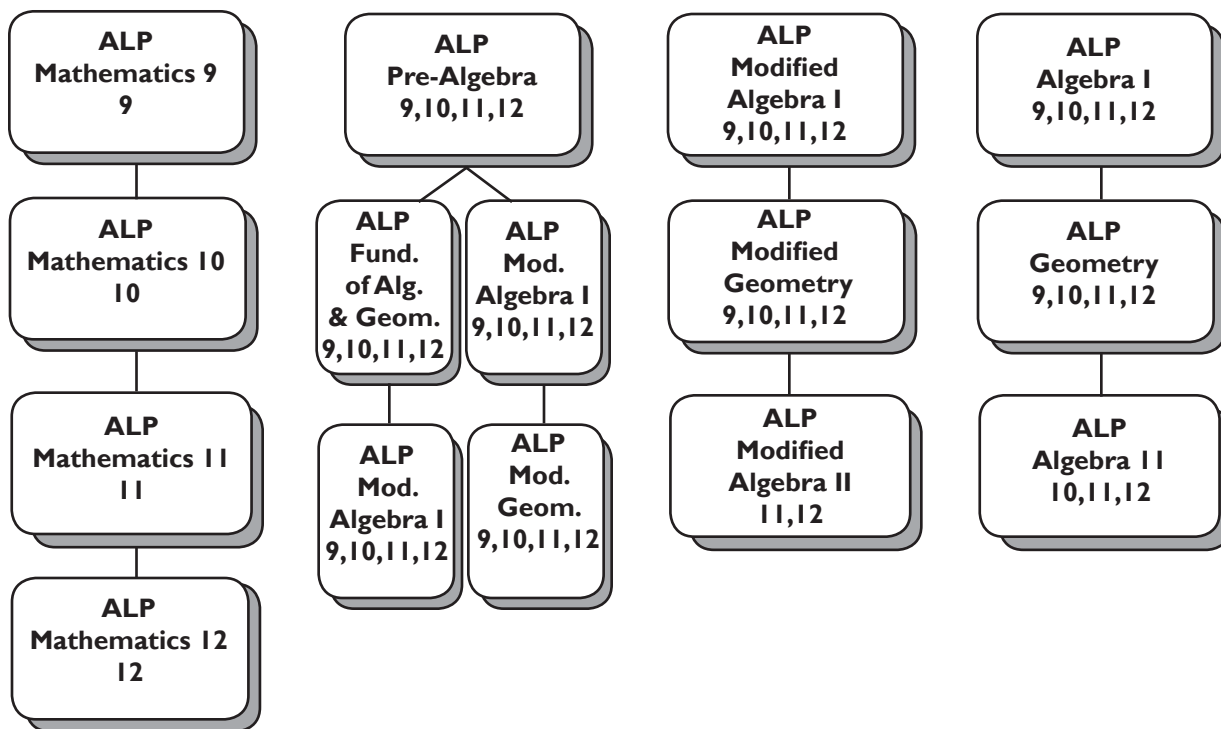 ALP
Mathematics 9
9
ALP
Mathematics 10
10
ALP
Mathematics 11
11
ALP
Mathematics 12
12
ALP
Pre-Algebra
9,10,11,12
ALP
Fund.
of Alg.
& Geom.
9,10,11,12
ALP
Mod.
Algebra I
9,10,11,12
ALP
Mod.
Algebra I
9,10,11,12
ALP
Mod.
Geom.
9,10,11,12
ALP
Modified
Algebra I
9,10,11,12
ALP
Modified
Geometry
9,10,11,12
ALP
Modified
Algebra II
11,12
ALP
Algebra I
9,10,11,12
ALP
Geometry
9,10,11,12
ALP
Algebra 11
10,11,12